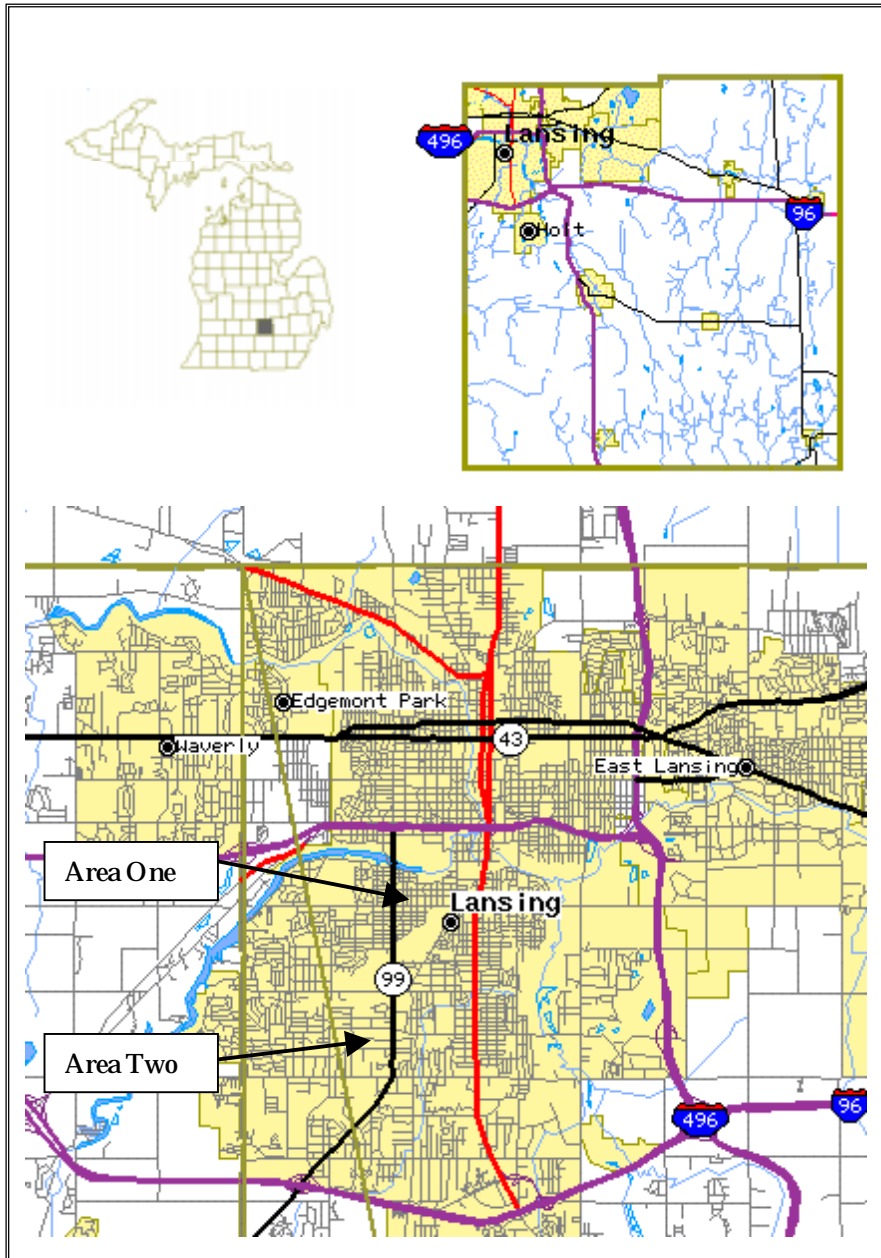 496
Lansing
96
Holt
Edgemont Park
Waverly
43
East Lansing
Area One
Lansing
99
Area Two
496
96